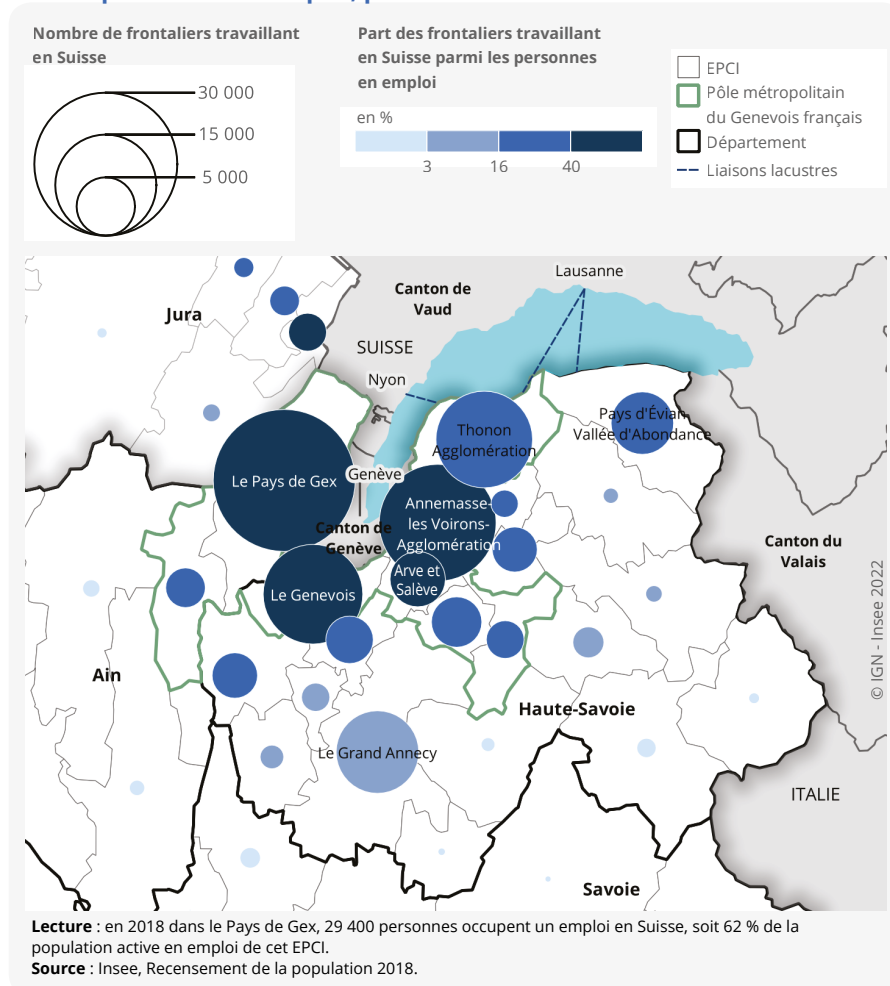 Nombre de frontaliers travaillant
en Suisse
30 000
15 000
5 000
Part des frontaliers travaillant
en Suisse parmi les personnes
en emploi
en %
3
16
40
EPCI
Pôle métropolitain
du Genevois français
Département
Liaisons lacustres
Lausanne
Canton de
Vaud
Jura
SUISSE
Nyon
Pays d'Évian-
Vallée d'Abondance
Thonon
Agglomération
Genève
Le Pays de Gex
Annemasse-
les Voirons-
Agglomération
Canton de
Genève
Canton du
Valais
Arve et
Salève
Le Genevois
Ain
Haute-Savoie
Le Grand Annecy
ITALIE
Savoie
© IGN - Insee 2022
Lecture : en 2018 dans le Pays de Gex, 29 400 personnes occupent un emploi en Suisse, soit 62 % de la
population active en emploi de cet EPCI.
Source : Insee, Recensement de la population 2018.